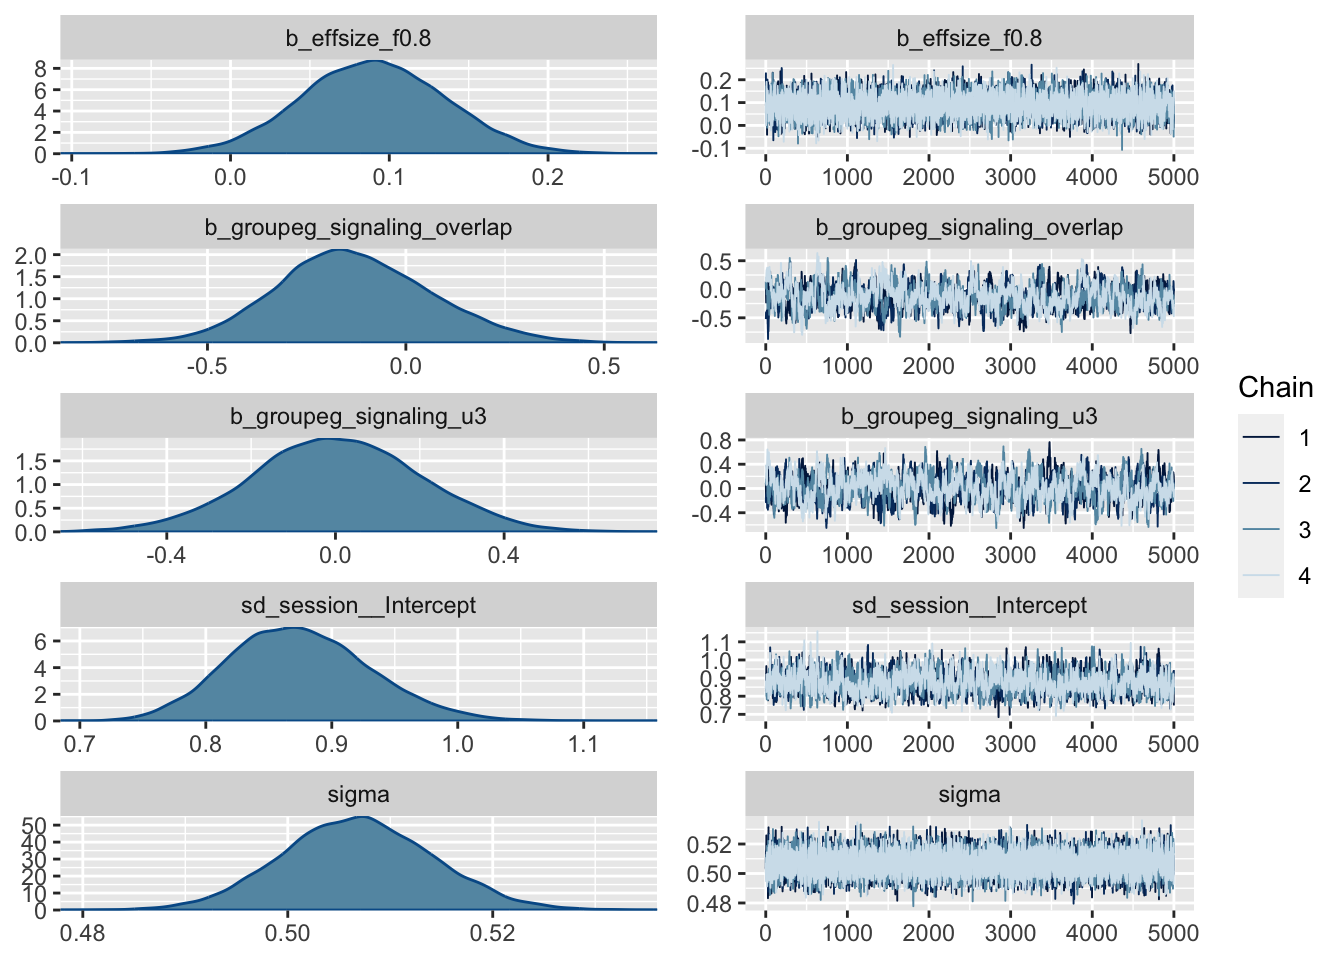 b_effsize_f0.8
8
6
4
2
0
-0.1 0.0 0.1 0.2
b_effsize_f0.8
0.2
0.1
0.0
-0.1
0 1000 2000 3000 4000 5000
b_groupeg_signaling_overlap
2.0
1.5
1.0
0.5
0.0
-0.5 0.0 0.5
b_groupeg_signaling_overlap
0.5
0.0
-0.5
0 1000 2000 3000 4000 5000
b_groupeg_signaling_u3
1.5
1.0
0.5
0.0
-0.4 0.0 0.4
b_groupeg_signaling_u3
0.8
0.4
0.0
-0.4
0 1000 2000 3000 4000 5000
sd_session__Intercept
6
4
2
0
0.7 0.8 0.9 1.0 1.1
sd_session__Intercept
1.1
1.0
0.9
0.8
0.7
0 1000 2000 3000 4000 5000
sigma
50
40
30
20
10
0
0.48 0.50 0.52
sigma
0.52
0.50
0.48
0 1000 2000 3000 4000 5000
Chain
1
2
3
4